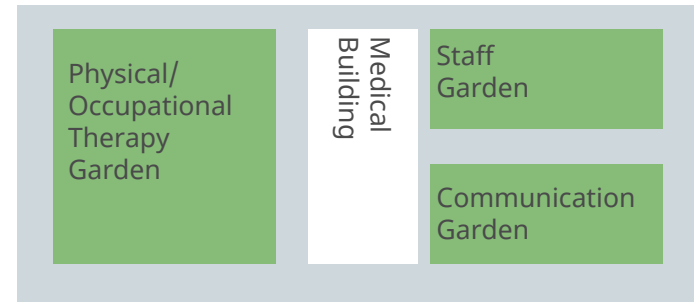 Physical/
Occupational
Therapy
Garden
Medical
Building
Staff
Garden
Communication
Garden